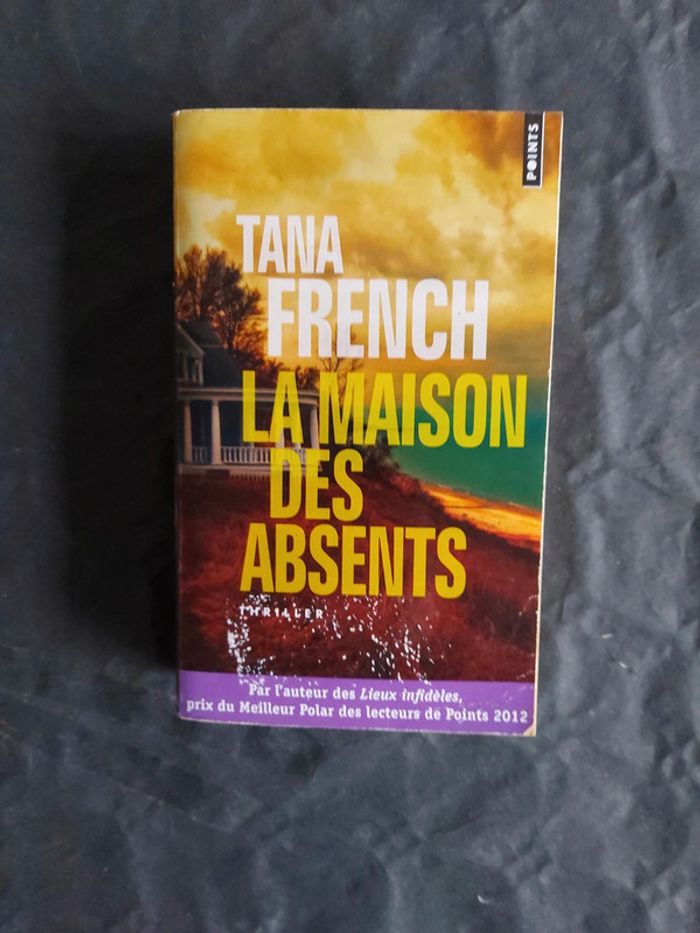 POINTS
TANA
FRENCH
LA MAISON
DES
ABSENTS
THRILLER
Par l'auteur des Lieux infidèles,
prix du Meilleur Polar des lecteurs de Points 2012